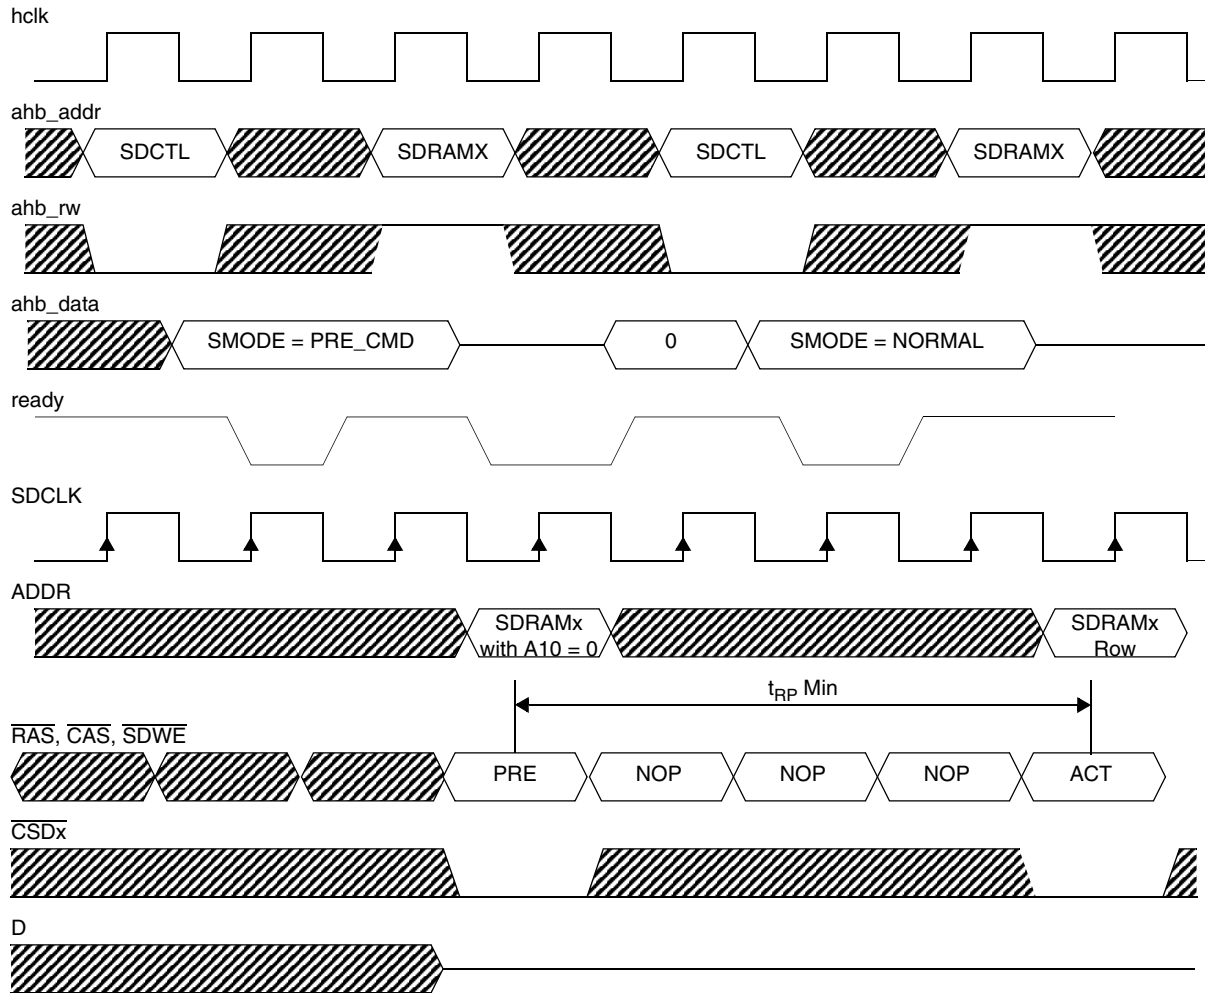 hclk
ahb_addr
SDCTL SDRAMX SDCTL SDRAMX
ahb_rw
ahb_data
SMODE = PRE_CMD 0 SMODE = NORMAL
ready
SDCLK
ADDR
SDRAMx SDRAMx
with A10 = 0 Row
tRP Min
RAS, CAS, SDWE
PRE NOP NOP NOP ACT
CSDx
D